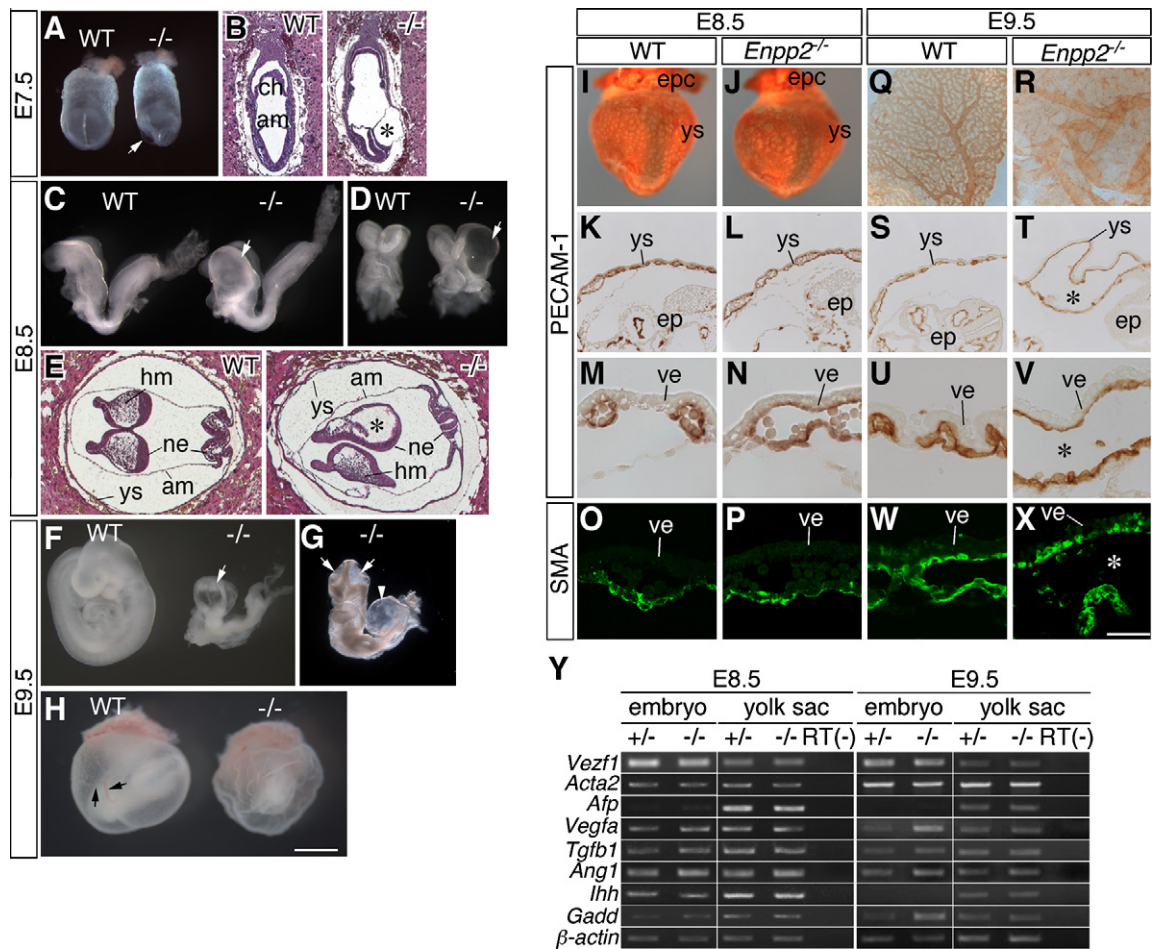 A WT -/-
B WT -/-
ch
am
*
E7.5
C WT -/-
D WT -/-
E WT -/-
hm
ne
ys
am
ys
am
*
ne
hm
E8.5
F WT -/-
G -/-
H WT -/-
E9.5
E8.5 E9.5
WT Enpp2-/- WT Enpp2-/-
I epc ys
J epc ys
Q
R
K ys ep
L ys ep
S ys ep
T ys * ep
M ve
N ve
U ve
V ve *
PECAM-1
O ve
P ve
W ve
X ve *
SMA
Y
E8.5 E9.5
embryo yolk sac embryo yolk sac
+/- -/- +/- -/- RT(-) +/- -/- +/- -/- RT(-)
Vezf1
Acta2
Afp
Vegfa
Tgfb1
Ang1
Ihh
Gadd
β-actin